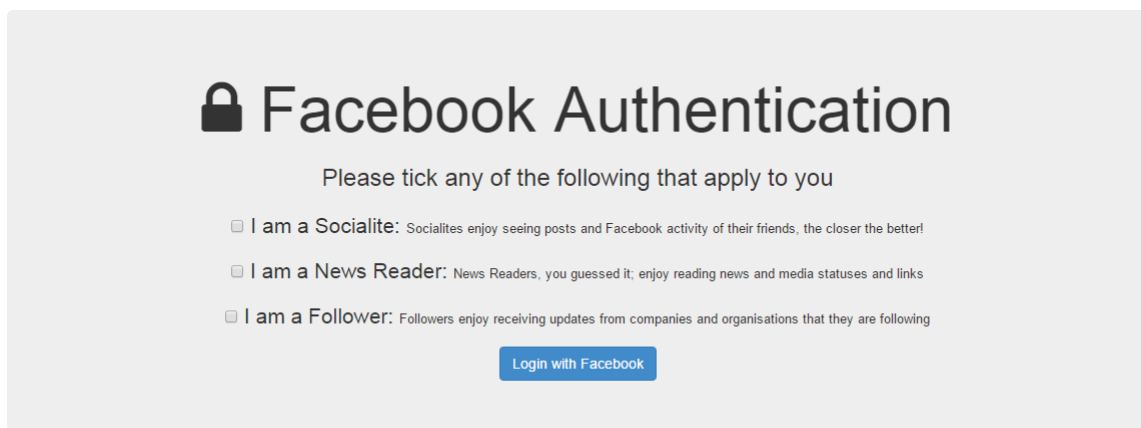 Facebook Authentication
Please tick any of the following that apply to you
I am a Socialite: Socialites enjoy seeing posts and Facebook activity of their friends, the closer the better!
I am a News Reader: News Readers, you guessed it; enjoy reading news and media statuses and links
I am a Follower: Followers enjoy receiving updates from companies and organisations that they are following
Login with Facebook